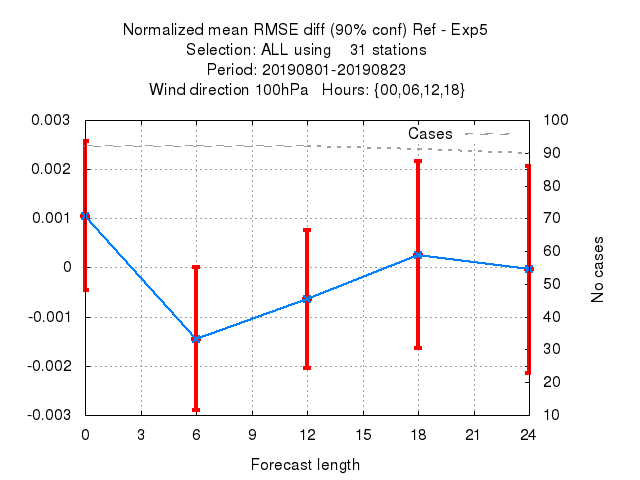 Normalized mean RMSE diff (90% conf) Ref - Exp5
Selection: ALL using 31 stations
Period: 20190801-20190823
Wind direction 100hPa Hours: {00,06,12,18}
0.003
0.002
0.001
0
-0.001
-0.002
-0.003
Cases
100
90
80
70
60
50
40
30
20
10
No cases
0 3 6 9 12 15 18 21 24
Forecast length